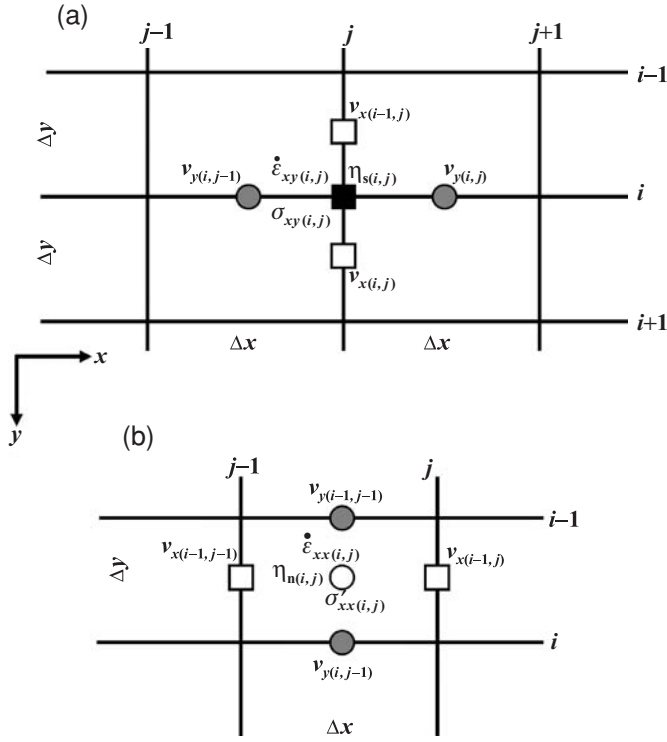 (a)
j−1 j j+1
i−1
Δy
v_x(i−1,j)
v_y(i,j−1) ε̇_xy(i,j) η_s(i,j) v_y(i,j)
i
σ_xy(i,j)
Δy
v_x(i,j)
i+1
Δx Δx
x
y
(b)
j−1 j
v_y(i−1,j−1)
i−1
v_x(i−1,j−1) ε̇_xx(i,j) v_x(i−1,j)
Δy
η_n(i,j)
σ′_xx(i,j)
i
v_y(i,j−1)
Δx